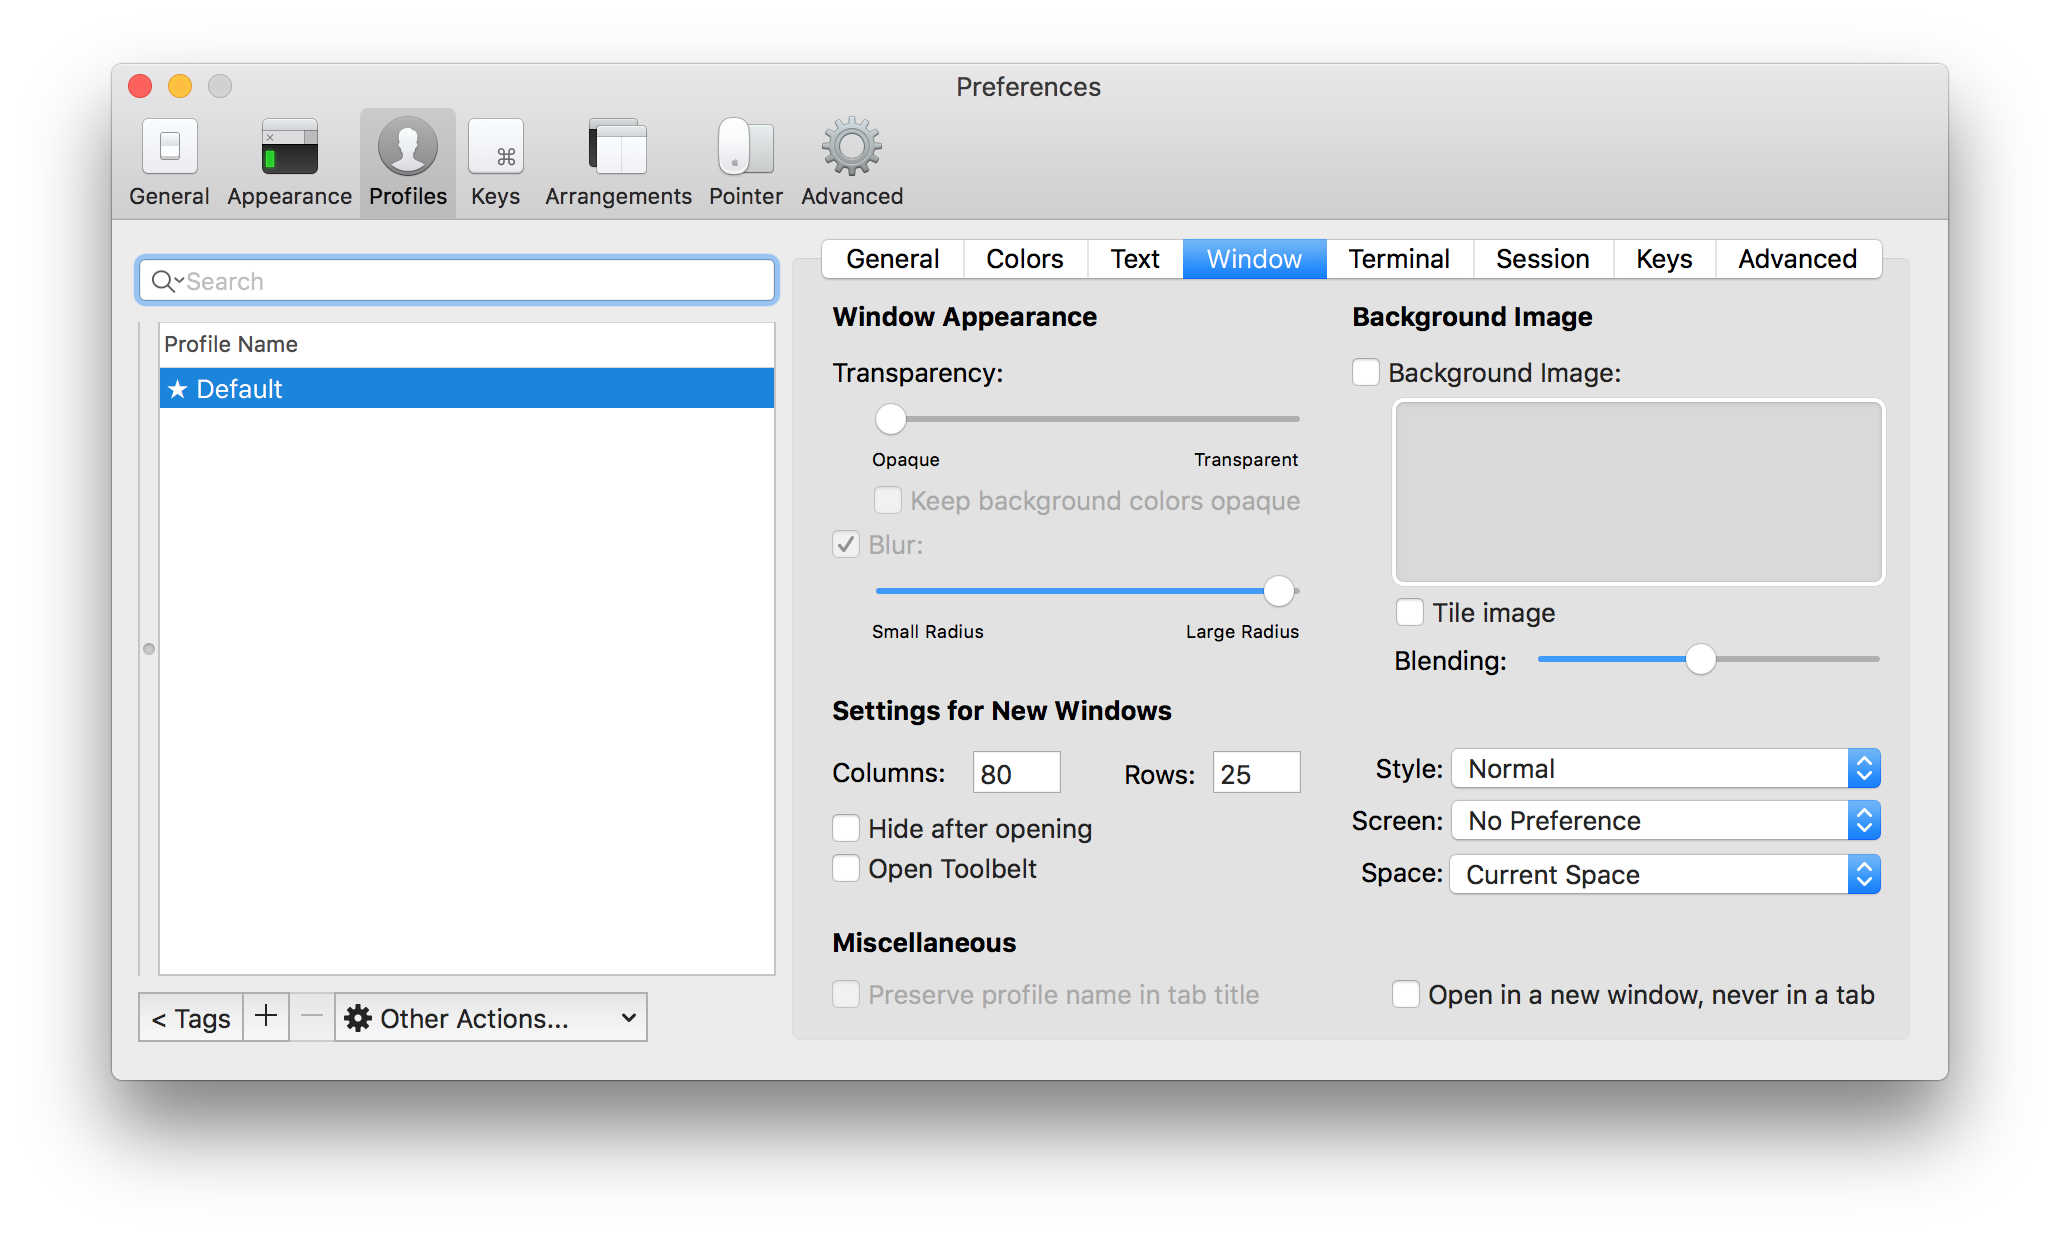 Preferences
General Appearance Profiles Keys Arrangements Pointer Advanced
Search
Profile Name
★ Default
< Tags + − Other Actions...
General Colors Text Window Terminal Session Keys Advanced
Window Appearance
Transparency:
Opaque Transparent
Keep background colors opaque
Blur:
Small Radius Large Radius
Background Image
Background Image:
Tile image
Blending:
Settings for New Windows
Columns: 80 Rows: 25
Hide after opening
Open Toolbelt
Style: Normal
Screen: No Preference
Space: Current Space
Miscellaneous
Preserve profile name in tab title
Open in a new window, never in a tab